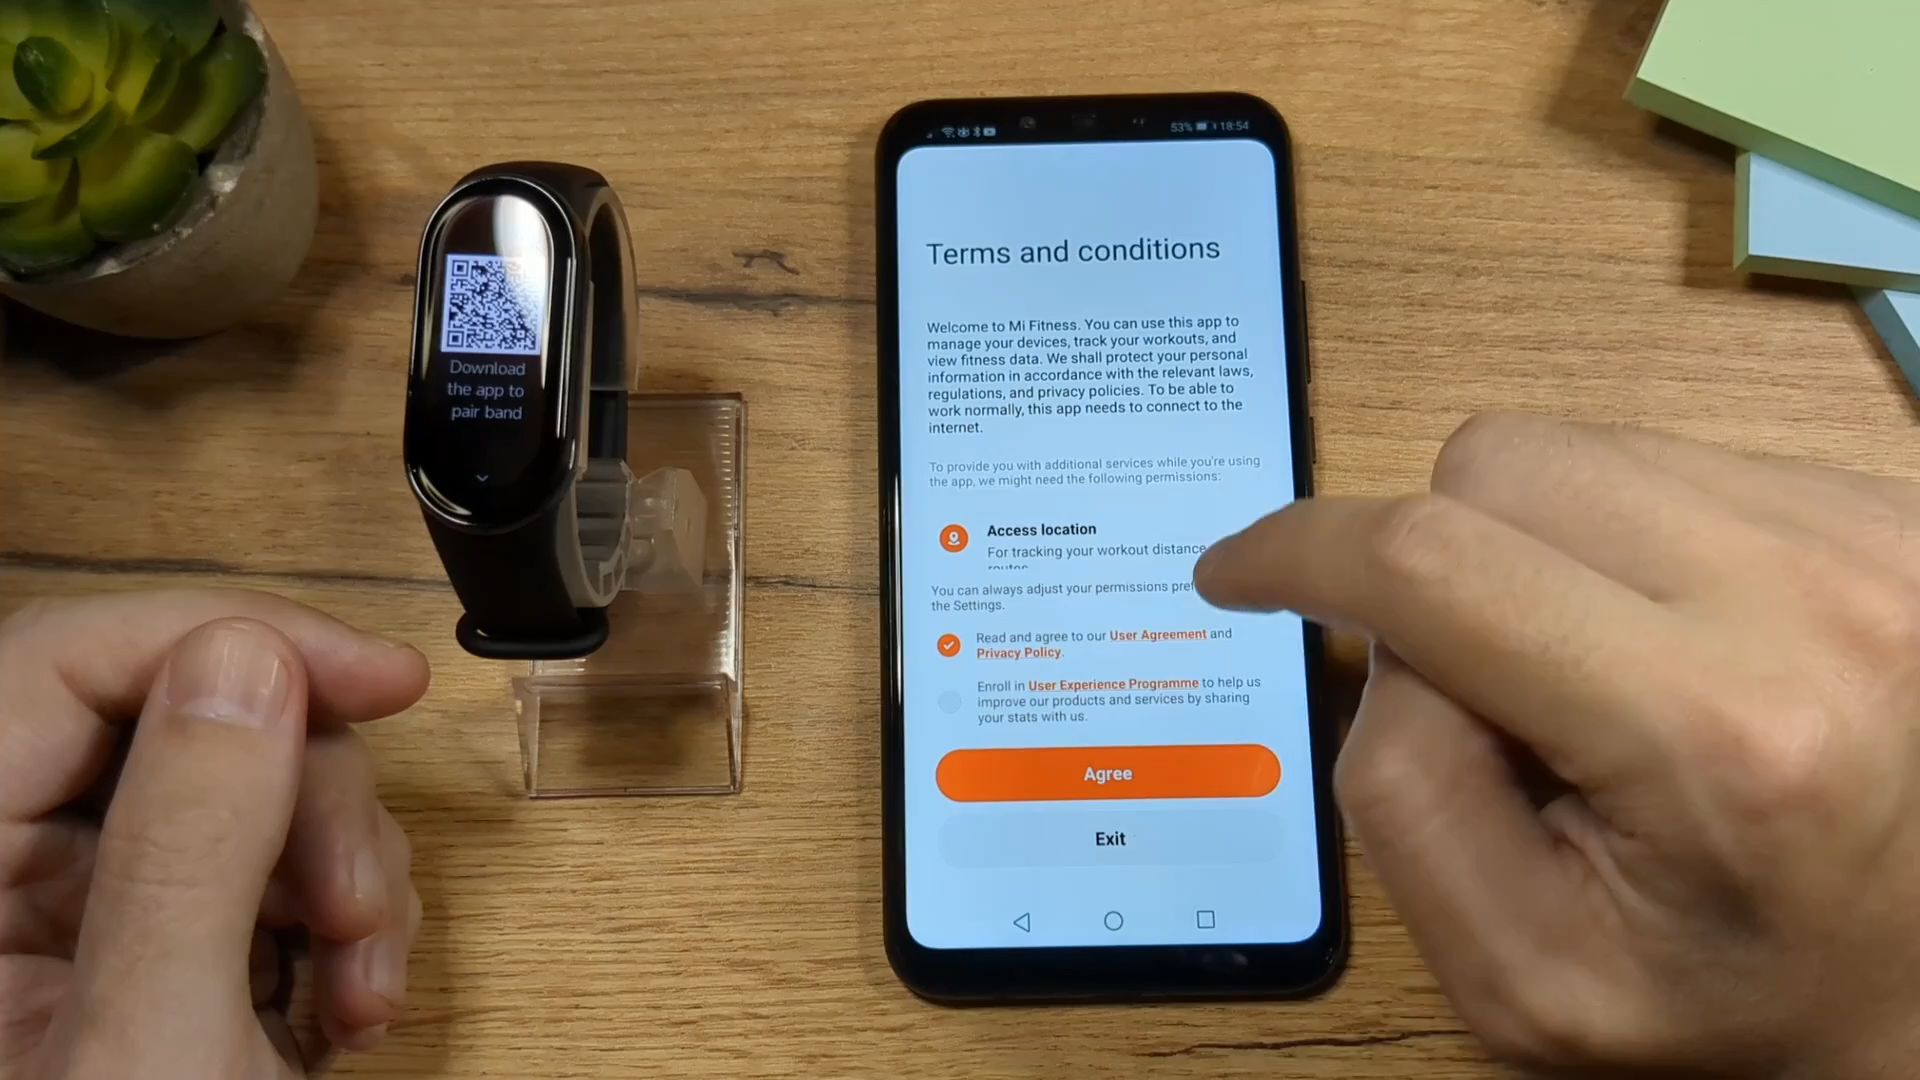 53% 18:54
Download
the app to
pair band
Terms and conditions
Welcome to Mi Fitness. You can use this app to
manage your devices, track your workouts, and
view fitness data. We shall protect your personal
information in accordance with the relevant laws,
regulations, and privacy policies. To be able to
work normally, this app needs to connect to the
internet.
To provide you with additional services while you're using
the app, we might need the following permissions:
Access location
For tracking your workout distance
You can always adjust your permissions
the Settings.
Read and agree to our User Agreement and
Privacy Policy.
Enroll in User Experience Programme to help us
improve our products and services by sharing
your stats with us.
Agree
Exit